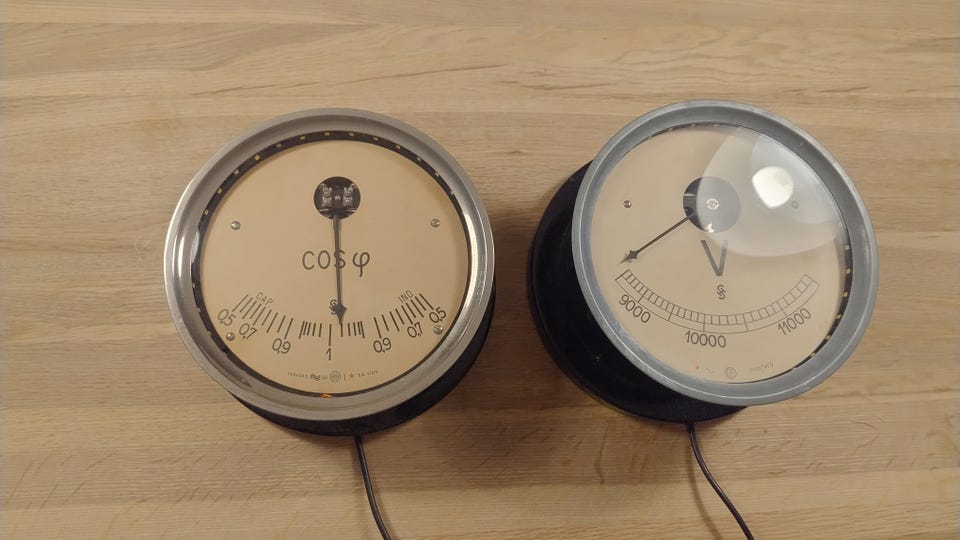 COS φ
CAP.
IND.
0,5 0,7 0,9 1 0,9 0,7 0,5
V
9000 10000 11000